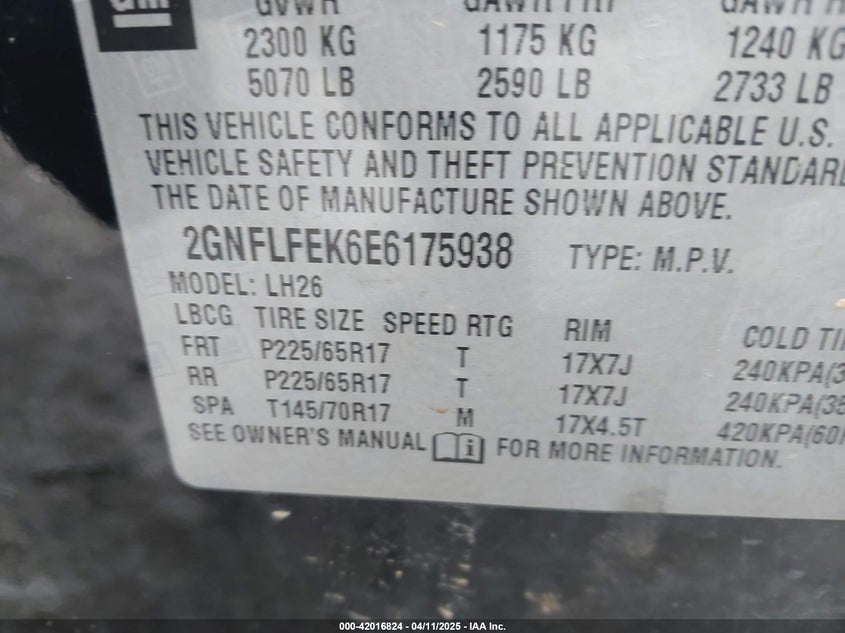 GM
GVWR GAWR FRT GAWR
2300 KG 1175 KG 1240 KG
5070 LB 2590 LB 2733 LB
THIS VEHICLE CONFORMS TO ALL APPLICABLE U.S.
VEHICLE SAFETY AND THEFT PREVENTION STANDAR
THE DATE OF MANUFACTURE SHOWN ABOVE.
2GNFLFEK6E6175938 TYPE: M.P.V.
MODEL: LH26
LBCG TIRE SIZE SPEED RTG RIM COLD TI
FRT P225/65R17 T 17X7J 240KPA(3
RR P225/65R17 T 17X7J 240KPA(35
SPA T145/70R17 M 17X4.5T 420KPA(60
SEE OWNER'S MANUAL i FOR MORE INFORMATION.
000-42016824 - 04/11/2025 - IAA Inc.